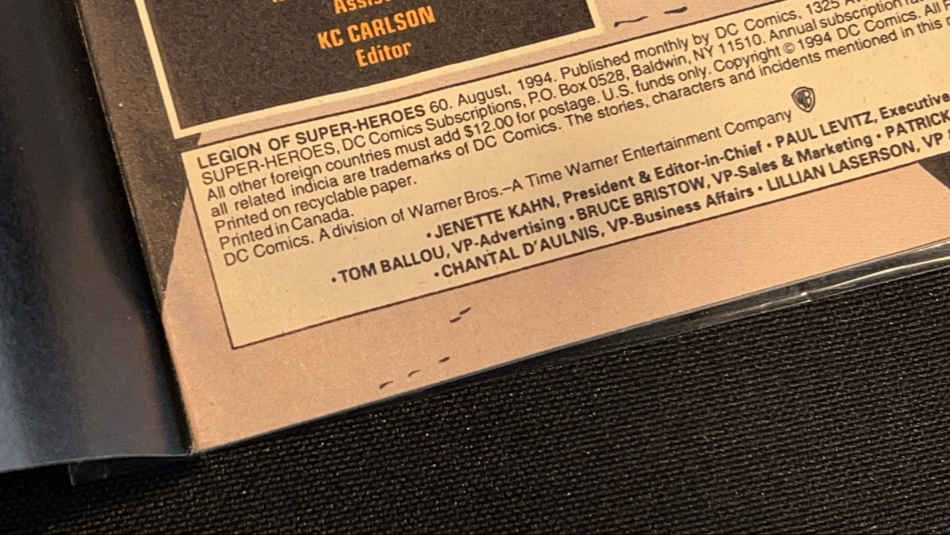 KC CARLSON
Editor
LEGION OF SUPER-HEROES 60. August, 1994. Published monthly by DC Comics, 1325
SUPER-HEROES, DC Comics Subscriptions, P.O. Box 0528, Baldwin, NY 11510. Annual subscription
All other foreign countries must add $12.00 for postage. U.S. funds only. Copyright © 1994 DC Comics. All
all related indicia are trademarks of DC Comics. The stories, characters and incidents mentioned in this
Printed on recyclable paper.
Printed in Canada.
DC Comics. A division of Warner Bros.–A Time Warner Entertainment Company
•JENETTE KAHN, President & Editor-in-Chief • PAUL LEVITZ, Executive
•TOM BALLOU, VP-Advertising • BRUCE BRISTOW, VP-Sales & Marketing • PATRICK
•CHANTAL D'AULNIS, VP-Business Affairs • LILLIAN LASERSON, VP